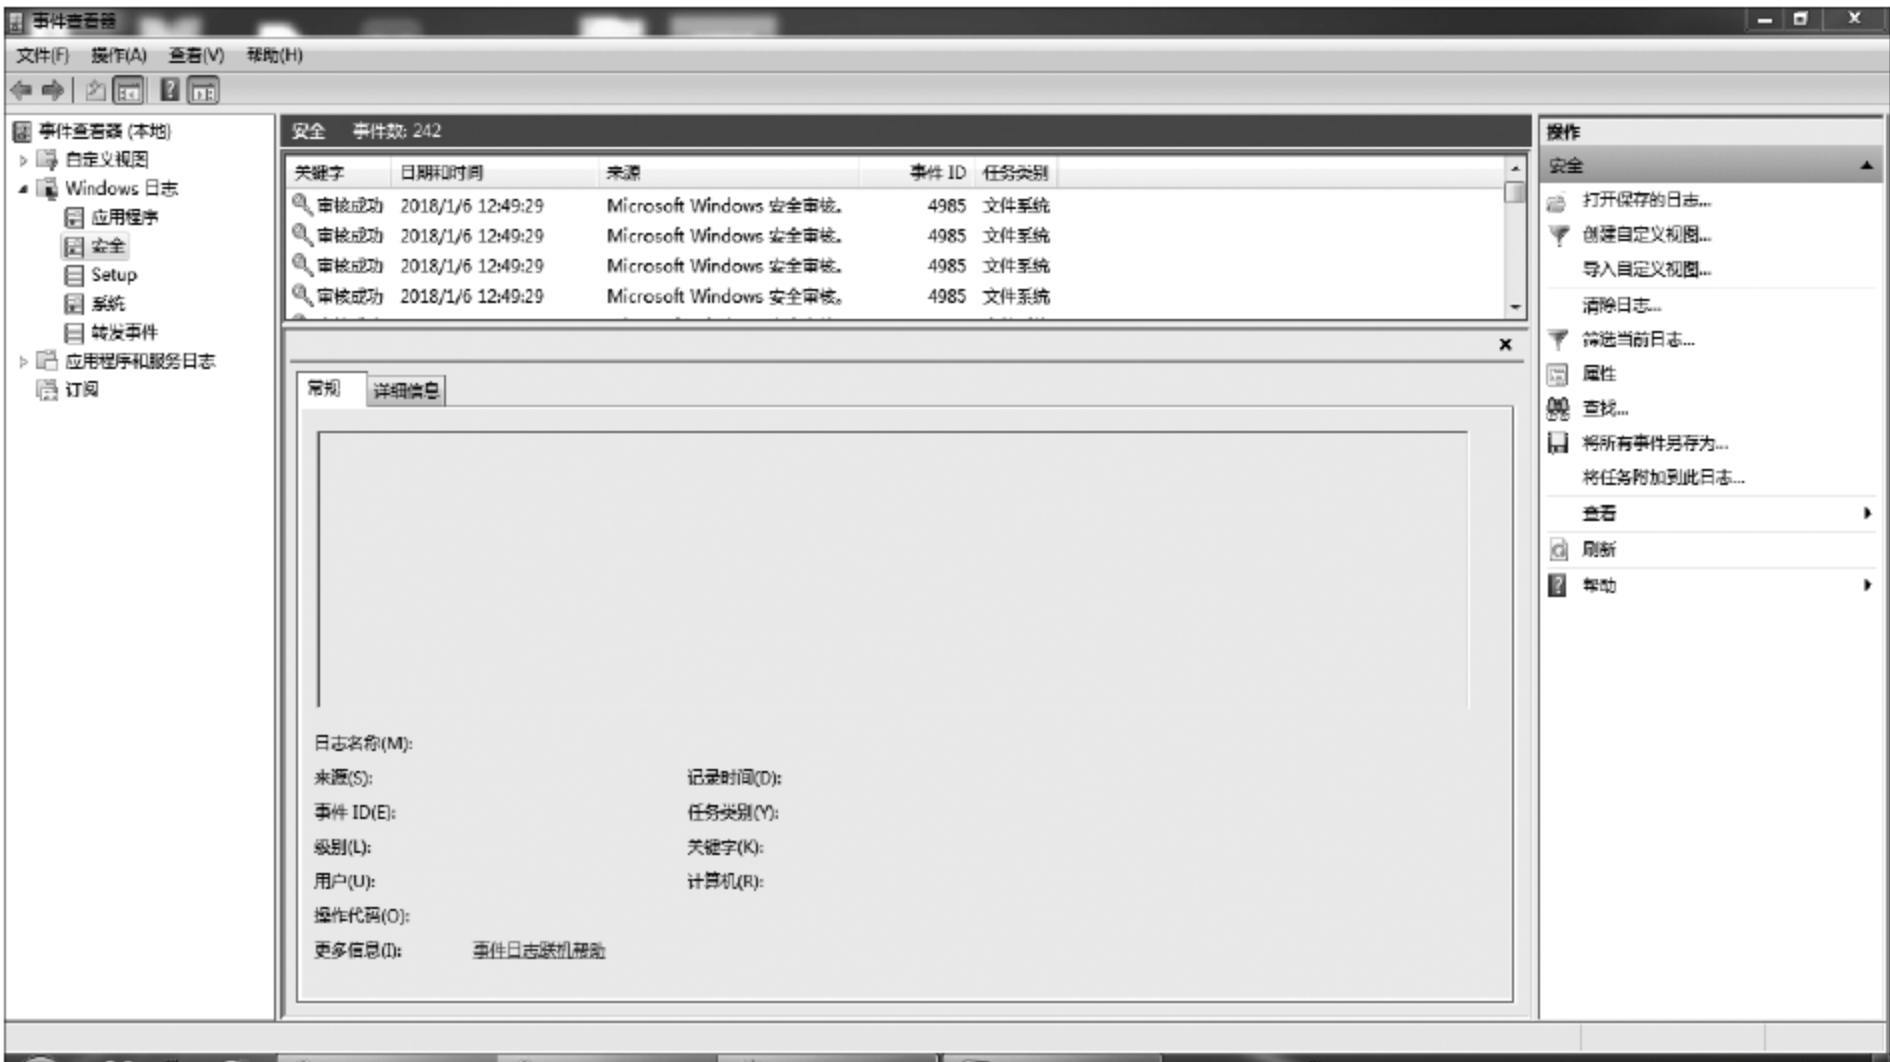 事件查看器
文件(F) 操作(A) 查看(V) 帮助(H)
事件查看器 (本地)
自定义视图
Windows 日志
应用程序
安全
Setup
系统
转发事件
应用程序和服务日志
订阅
安全 事件数: 242
关键字 日期和时间 来源 事件 ID 任务类别
审核成功 2018/1/6 12:49:29 Microsoft Windows 安全审核。 4985 文件系统
审核成功 2018/1/6 12:49:29 Microsoft Windows 安全审核。 4985 文件系统
审核成功 2018/1/6 12:49:29 Microsoft Windows 安全审核。 4985 文件系统
审核成功 2018/1/6 12:49:29 Microsoft Windows 安全审核。 4985 文件系统
常规 详细信息
日志名称(M):
来源(S): 记录时间(D):
事件 ID(E): 任务类别(Y):
级别(L): 关键字(K):
用户(U): 计算机(R):
操作代码(O):
更多信息(I): 事件日志联机帮助
操作
安全
打开保存的日志...
创建自定义视图...
导入自定义视图...
清除日志...
筛选当前日志...
属性
查找...
将所有事件另存为...
将任务附加到此日志...
查看
刷新
帮助